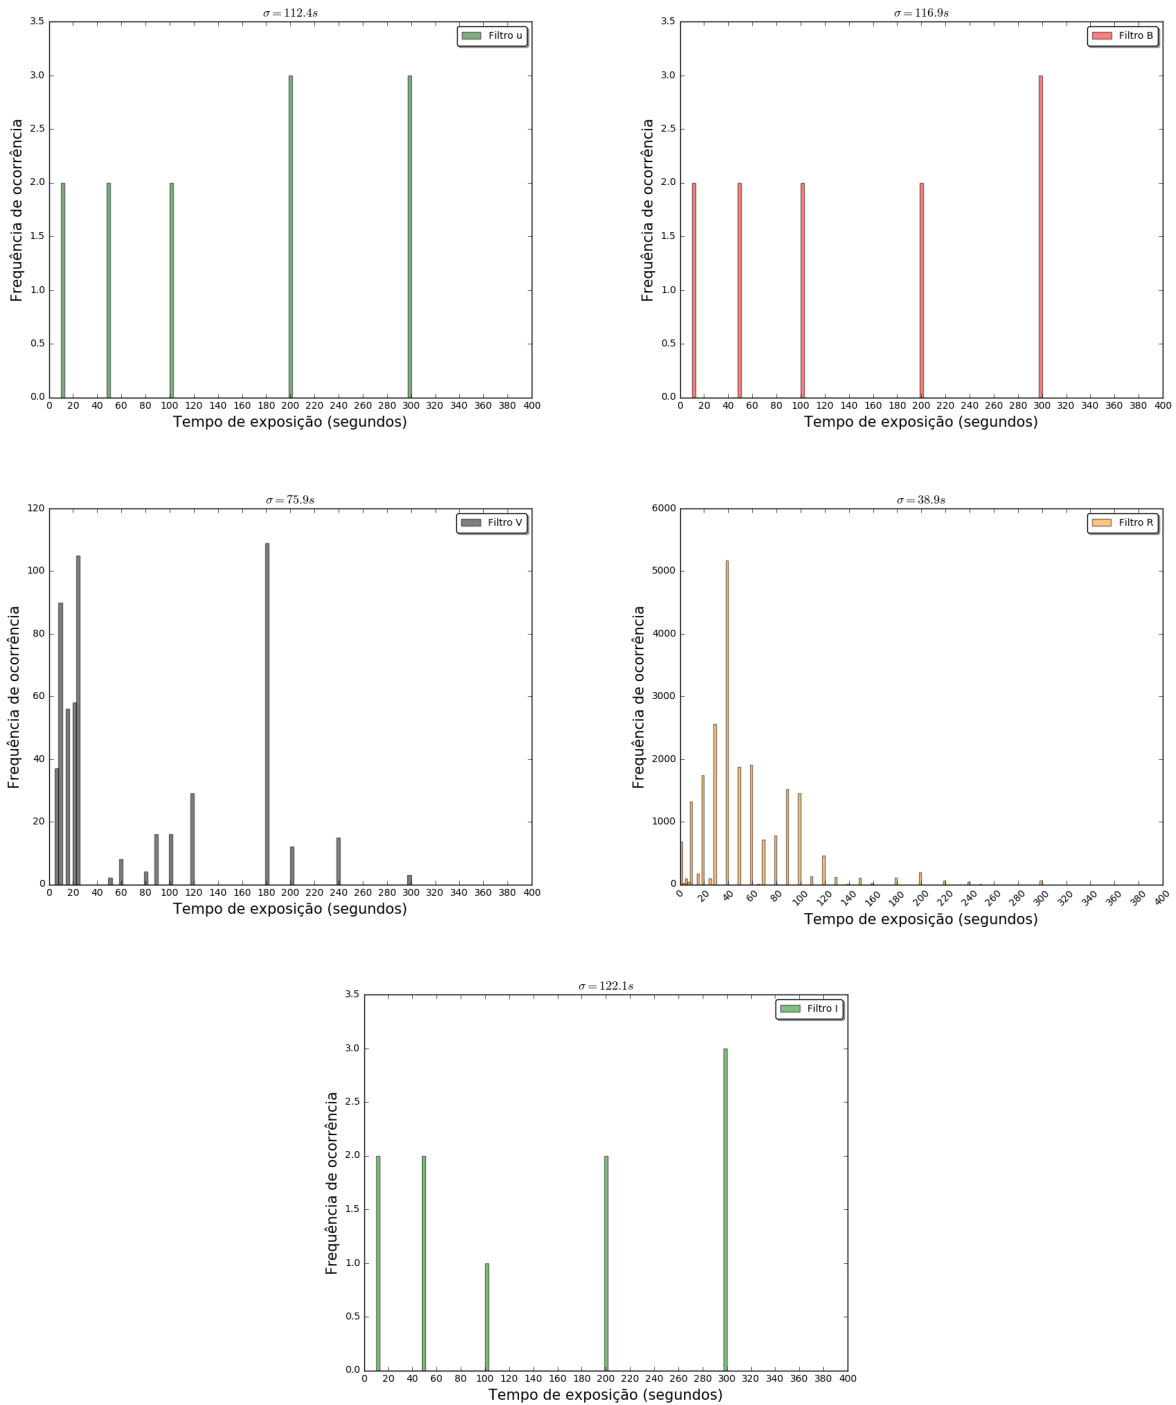 σ = 112.4s
Filtro u
Frequência de ocorrência
3.5
3.0
2.5
2.0
1.5
1.0
0.5
0.0
0 20 40 60 80 100 120 140 160 180 200 220 240 260 280 300 320 340 360 380 400
Tempo de exposição (segundos)
σ = 116.9s
Filtro B
Frequência de ocorrência
3.5
3.0
2.5
2.0
1.5
1.0
0.5
0.0
0 20 40 60 80 100 120 140 160 180 200 220 240 260 280 300 320 340 360 380 400
Tempo de exposição (segundos)
σ = 75.9s
Filtro V
Frequência de ocorrência
120
100
80
60
40
20
0
0 20 40 60 80 100 120 140 160 180 200 220 240 260 280 300 320 340 360 380 400
Tempo de exposição (segundos)
σ = 38.9s
Filtro R
Frequência de ocorrência
6000
5000
4000
3000
2000
1000
0
0 20 40 60 80 100 120 140 160 180 200 220 240 260 280 300 320 340 360 380 400
Tempo de exposição (segundos)
σ = 122.1s
Filtro I
Frequência de ocorrência
3.5
3.0
2.5
2.0
1.5
1.0
0.5
0.0
0 20 40 60 80 100 120 140 160 180 200 220 240 260 280 300 320 340 360 380 400
Tempo de exposição (segundos)